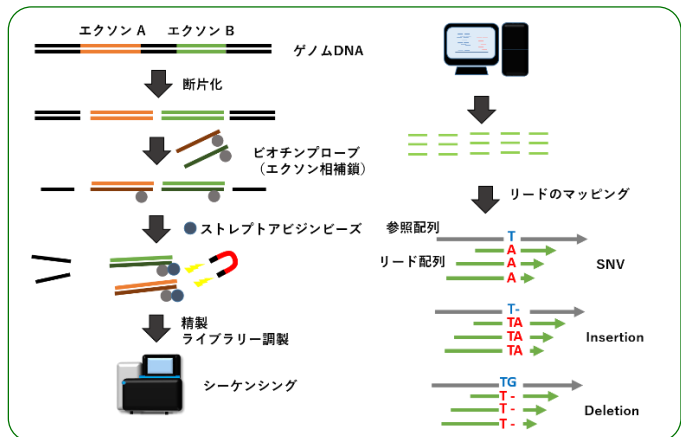 エクソン A
エクソン B
ゲノムDNA
断片化
ビオチンプローブ
（エクソン相補鎖）
ストレプトアビジンビーズ
精製
ライブラリー調製
シーケンシング
リードのマッピング
参照配列
T
リード配列
A
A
A
SNV
T-
TA
TA
TA
Insertion
TG
T -
T -
T -
Deletion